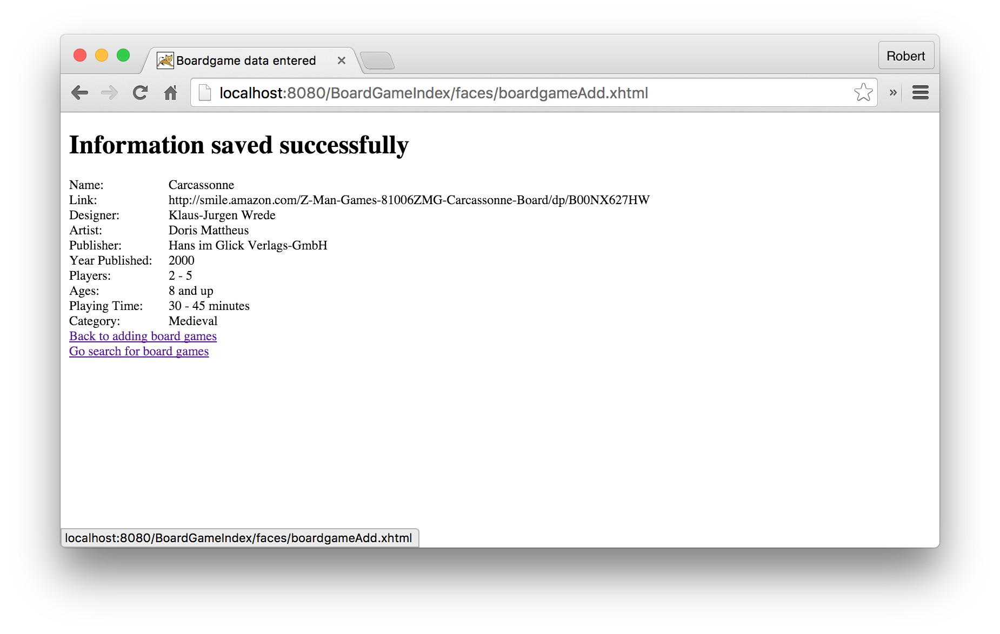 Boardgame data entered
Robert
localhost:8080/BoardGameIndex/faces/boardgameAdd.xhtml
Information saved successfully
Name: Carcassonne
Link: http://smile.amazon.com/Z-Man-Games-81006ZMG-Carcassonne-Board/dp/B00NX627HW
Designer: Klaus-Jurgen Wrede
Artist: Doris Mattheus
Publisher: Hans im Glick Verlags-GmbH
Year Published: 2000
Players: 2 - 5
Ages: 8 and up
Playing Time: 30 - 45 minutes
Category: Medieval
Back to adding board games
Go search for board games
localhost:8080/BoardGameIndex/faces/boardgameAdd.xhtml